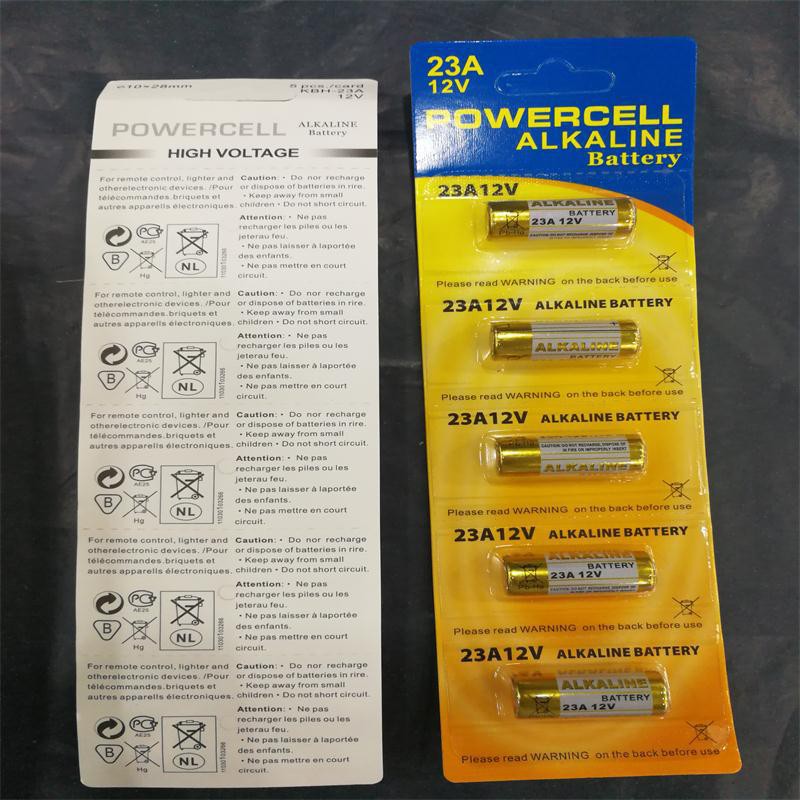 ⌀10×28mm
5 pcs./card
KBH-23A
12V
POWERCELL
ALKALINE
Battery
HIGH VOLTAGE
For remote control, lighter and
otherelectronic devices. /Pour
télécommandes.briquets et
autres appareils électroniques.
Caution: • Do nor recharge
or dispose of batteries in rire.
• Keep away from small
children • Do not short circuit.
Attention: • Ne pas
recharger les piles ou les
jeterau feu.
• Ne pas laisser à laportée
des enfants.
• Ne pas mettre en court
circuit.
PC
AE25
B
Hg
NL
For remote control, lighter and
otherelectronic devices. /Pour
télécommandes.briquets et
autres appareils électroniques.
Caution: • Do nor recharge
or dispose of batteries in rire.
• Keep away from small
children • Do not short circuit.
Attention: • Ne pas
recharger les piles ou les
jeterau feu.
• Ne pas laisser à laportée
des enfants.
• Ne pas mettre en court
circuit.
PC
AE25
B
Hg
NL
For remote control, lighter and
otherelectronic devices. /Pour
télécommandes.briquets et
autres appareils électroniques.
Caution: • Do nor recharge
or dispose of batteries in rire.
• Keep away from small
children • Do not short circuit.
Attention: • Ne pas
recharger les piles ou les
jeterau feu.
• Ne pas laisser à laportée
des enfants.
• Ne pas mettre en court
circuit.
PC
AE25
B
Hg
NL
For remote control, lighter and
otherelectronic devices. /Pour
télécommandes.briquets et
autres appareils électroniques.
Caution: • Do nor recharge
or dispose of batteries in rire.
• Keep away from small
children • Do not short circuit.
Attention: • Ne pas
recharger les piles ou les
jeterau feu.
• Ne pas laisser à laportée
des enfants.
• Ne pas mettre en court
circuit.
PC
AE25
B
Hg
NL
For remote control, lighter and
otherelectronic devices. /Pour
télécommandes.briquets et
autres appareils électroniques.
Caution: • Do nor recharge
or dispose of batteries in rire.
• Keep away from small
children • Do not short circuit.
Attention: • Ne pas
recharger les piles ou les
jeterau feu.
• Ne pas laisser à laportée
des enfants.
• Ne pas mettre en court
circuit.
PC
AE25
B
Hg
NL
23A
12V
POWERCELL
ALKALINE
Battery
23A12V
ALKALINE
BATTERY
23A 12V
Please read WARNING on the back before use
23A12V ALKALINE BATTERY
ALKALINE
BATTERY
Please read WARNING on the back before use
23A12V ALKALINE BATTERY
CAUTION: DO NOT RECHARGE, DISPOSE OF
IN FIRE OR IMPROPERLY INSERT
ALKALINE
Please read WARNING on the back before use
23A12V ALKALINE BATTERY
ALKALINE
BATTERY
23A 12V
Please read WARNING on the back before use
23A12V ALKALINE BATTERY
ALKALINE
BATTERY
23A 12V
Please read WARNING on the back before use